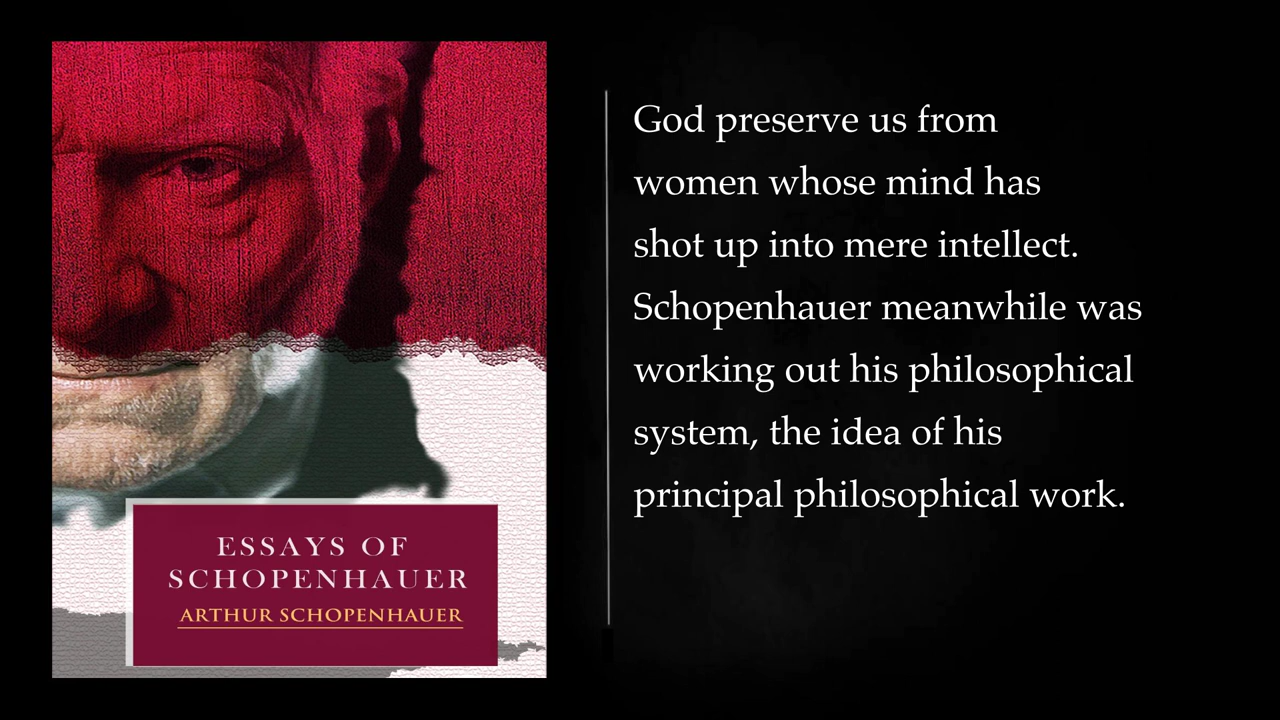 ESSAYS OF
SCHOPENHAUER
ARTHUR SCHOPENHAUER
God preserve us from
women whose mind has
shot up into mere intellect.
Schopenhauer meanwhile was
working out his philosophical
system, the idea of his
principal philosophical work.